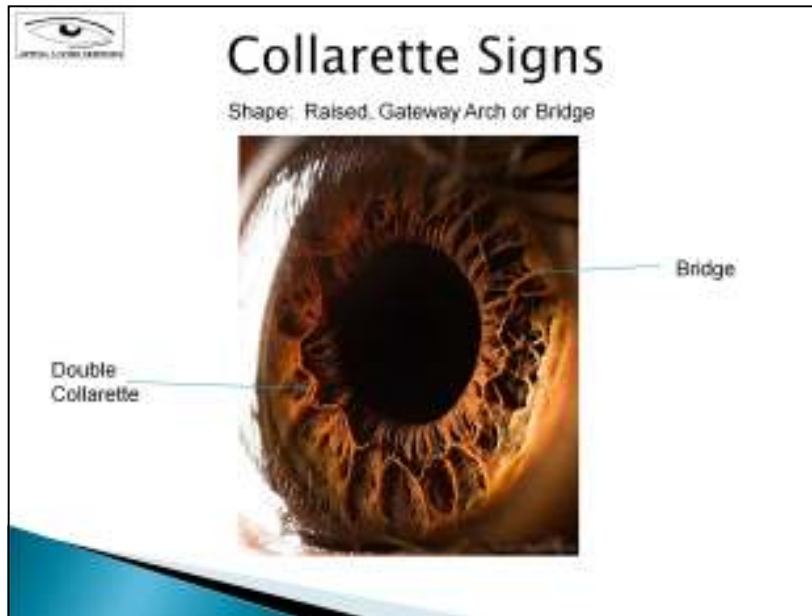 Collarette Signs
Shape: Raised, Gateway Arch or Bridge
Bridge
Double
Collarette